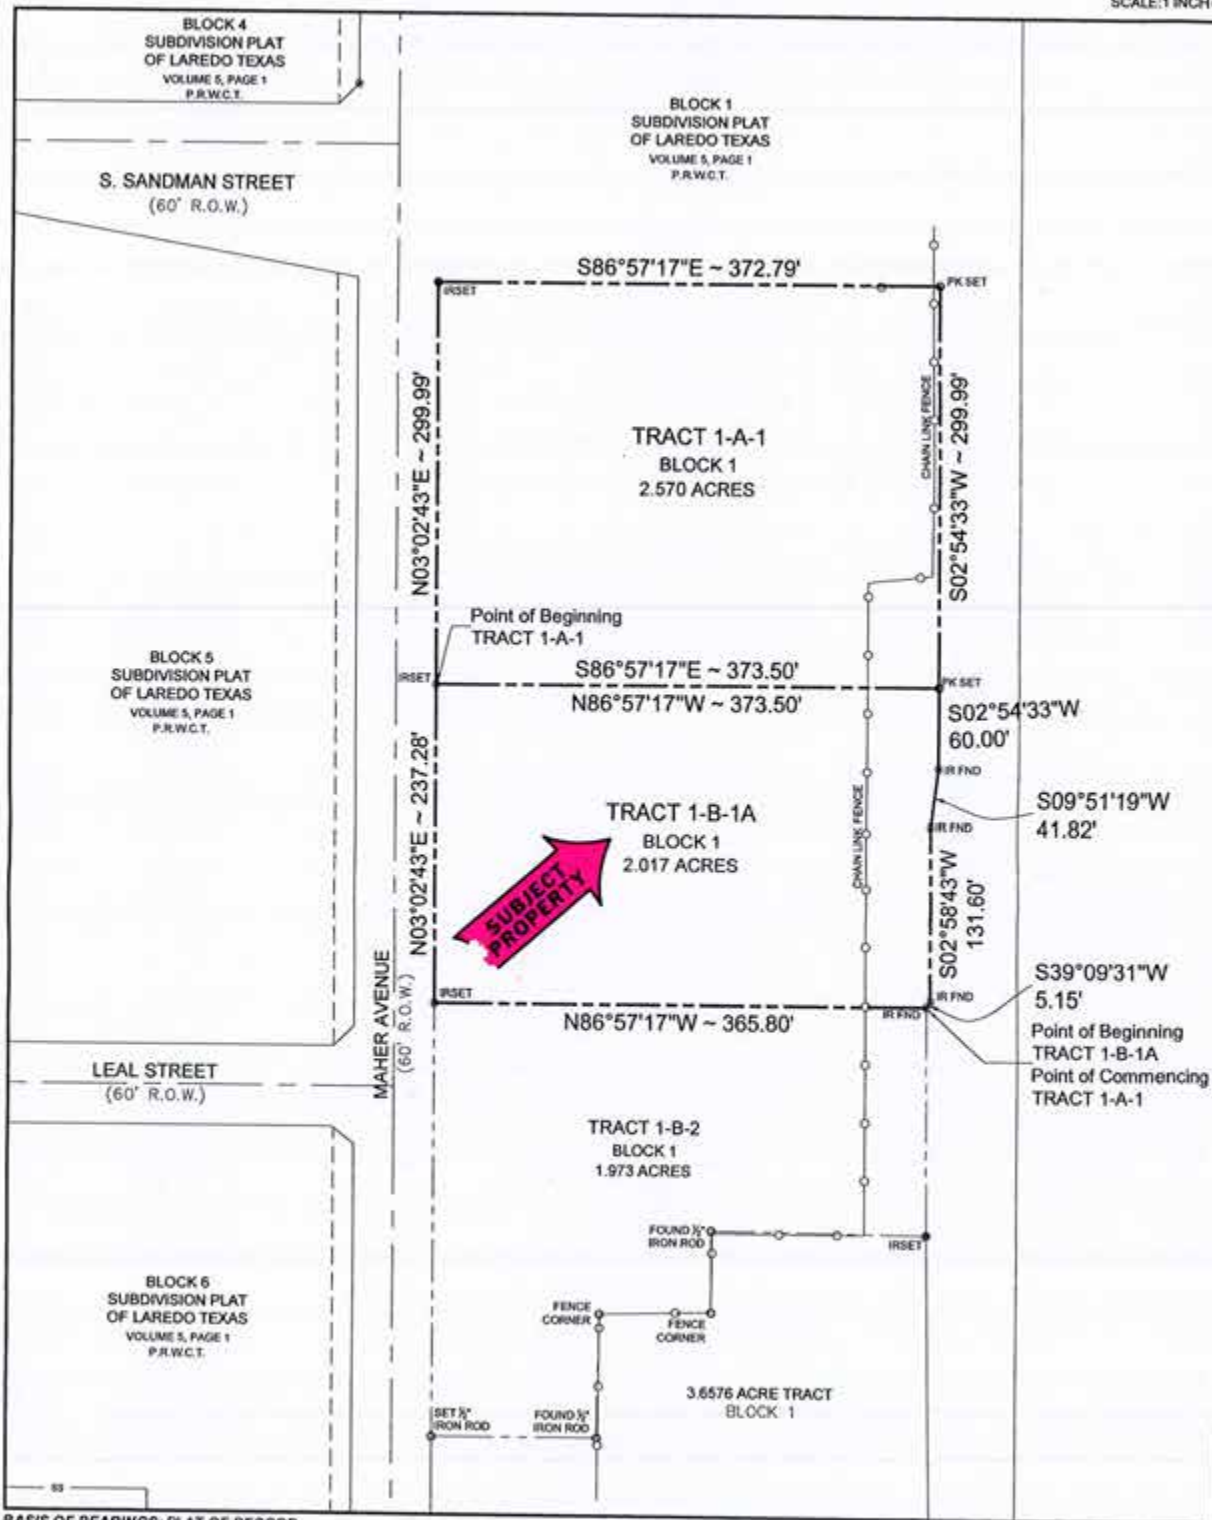 SCALE:1 INCH
BLOCK 4
SUBDIVISION PLAT
OF LAREDO TEXAS
VOLUME 5, PAGE 1
P.R.W.C.T.
BLOCK 1
SUBDIVISION PLAT
OF LAREDO TEXAS
VOLUME 5, PAGE 1
P.R.W.C.T.
S. SANDMAN STREET
(60' R.O.W.)
S86°57'17"E ~ 372.79'
IRSET
PK SET
N03°02'43"E ~ 299.99'
TRACT 1-A-1
BLOCK 1
2.570 ACRES
CHAIN LINK FENCE
S02°54'33"W ~ 299.99'
Point of Beginning
TRACT 1-A-1
BLOCK 5
SUBDIVISION PLAT
OF LAREDO TEXAS
VOLUME 5, PAGE 1
P.R.W.C.T.
IRSET
S86°57'17"E ~ 373.50'
N86°57'17"W ~ 373.50'
PK SET
S02°54'33"W
60.00'
IR FND
S09°51'19"W
41.82'
IR FND
N03°02'43"E ~ 237.28'
TRACT 1-B-1A
BLOCK 1
2.017 ACRES
SUBJECT
PROPERTY
CHAIN LINK FENCE
S02°58'43"W
131.60'
S39°09'31"W
5.15'
IR FND
IR FND
IRSET
N86°57'17"W ~ 365.80'
Point of Beginning
TRACT 1-B-1A
Point of Commencing
TRACT 1-A-1
MAHER AVENUE
(60' R.O.W.)
LEAL STREET
(60' R.O.W.)
TRACT 1-B-2
BLOCK 1
1.973 ACRES
FOUND ½"
IRON ROD
IRSET
BLOCK 6
SUBDIVISION PLAT
OF LAREDO TEXAS
VOLUME 5, PAGE 1
P.R.W.C.T.
FENCE
CORNER
FENCE
CORNER
3.6576 ACRE TRACT
BLOCK 1
SET ½"
IRON ROD
FOUND ½"
IRON ROD
BASIS OF BEARINGS: PLAT OF RECORD